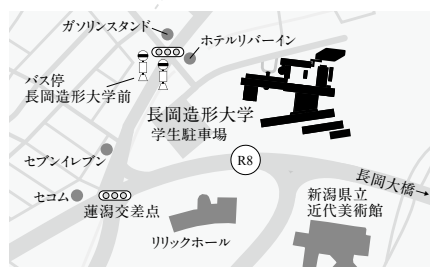 ガソリンスタンド
ホテルリバーイン
バス停
長岡造形大学前
長岡造形大学
学生駐車場
セブンイレブン
R8
長岡大橋→
セコム
蓮潟交差点
新潟県立
近代美術館
リリックホール